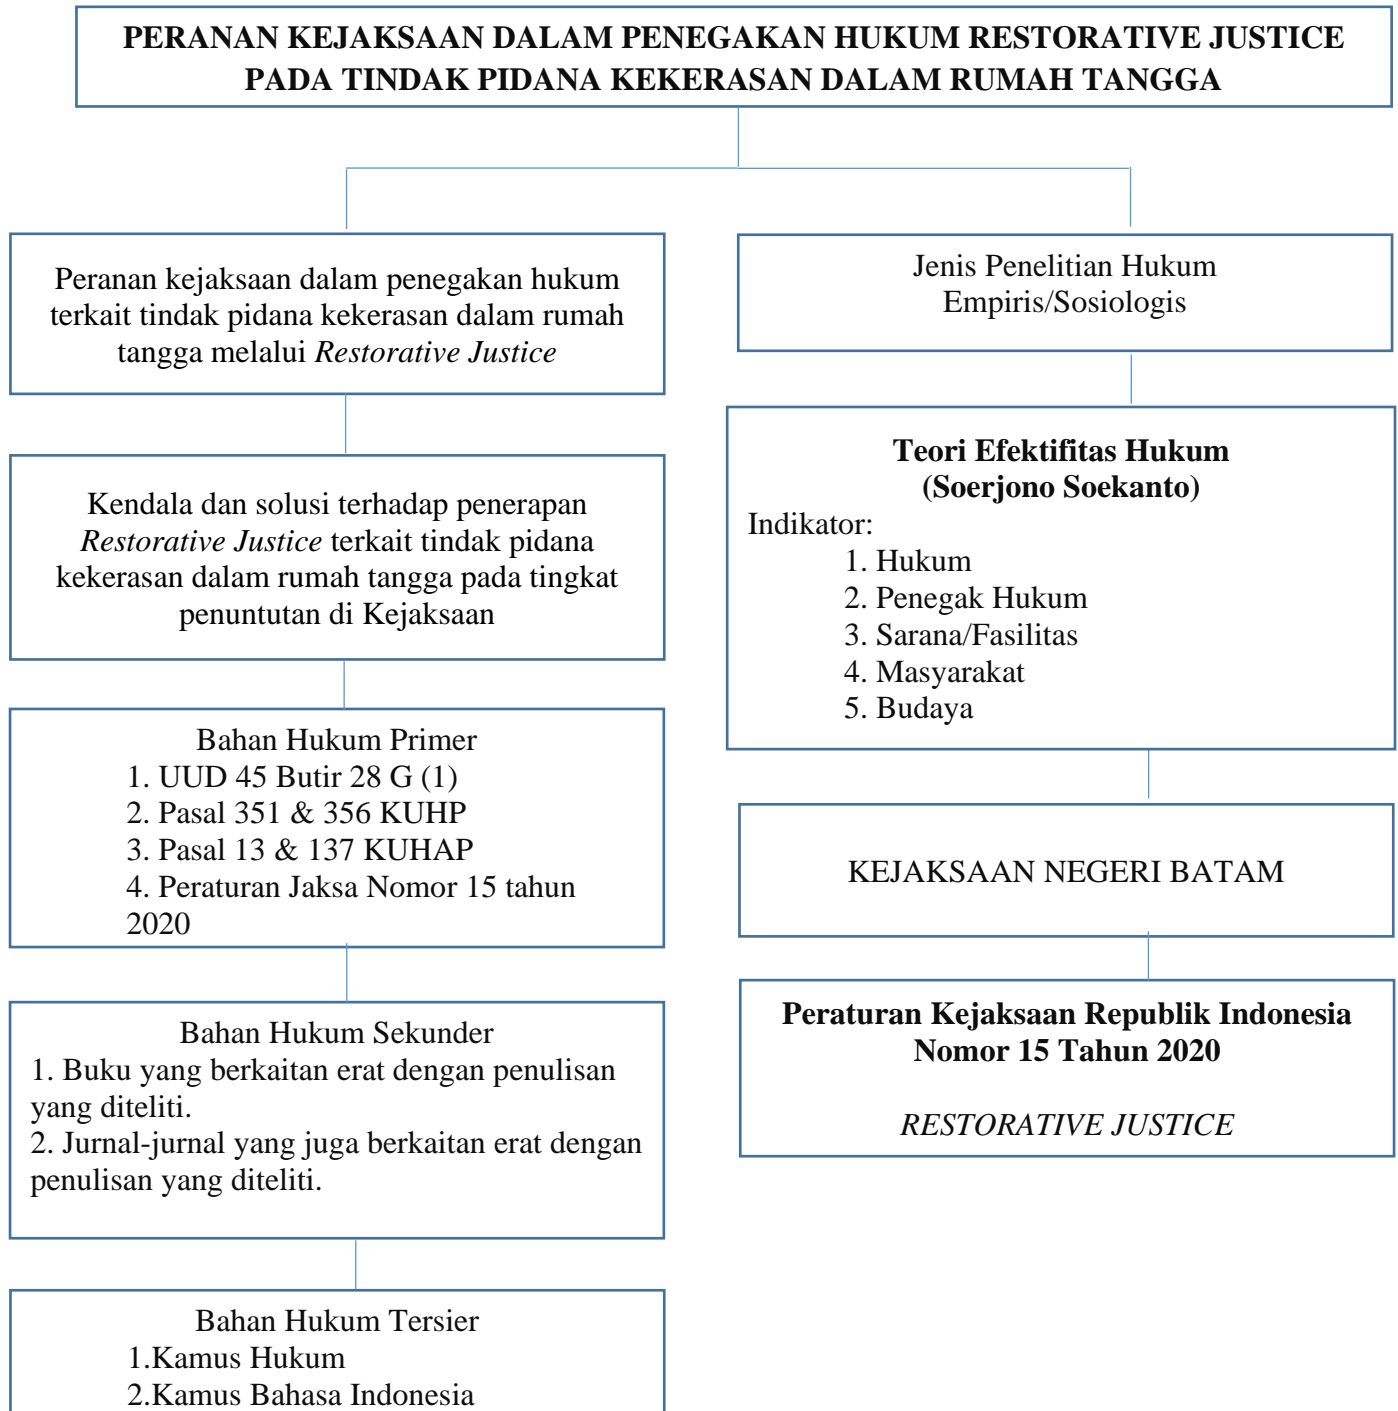 PERANAN KEJAKSAAN DALAM PENEGAKAN HUKUM RESTORATIVE JUSTICE
PADA TINDAK PIDANA KEKERASAN DALAM RUMAH TANGGA
Peranan kejaksaan dalam penegakan hukum
terkait tindak pidana kekerasan dalam rumah
tangga melalui Restorative Justice
Kendala dan solusi terhadap penerapan
Restorative Justice terkait tindak pidana
kekerasan dalam rumah tangga pada tingkat
penuntutan di Kejaksaan
Bahan Hukum Primer
1. UUD 45 Butir 28 G (1)
2. Pasal 351 & 356 KUHP
3. Pasal 13 & 137 KUHAP
4. Peraturan Jaksa Nomor 15 tahun
2020
Bahan Hukum Sekunder
1. Buku yang berkaitan erat dengan penulisan
yang diteliti.
2. Jurnal-jurnal yang juga berkaitan erat dengan
penulisan yang diteliti.
Bahan Hukum Tersier
1.Kamus Hukum
2.Kamus Bahasa Indonesia
Jenis Penelitian Hukum
Empiris/Sosiologis
Teori Efektifitas Hukum
(Soerjono Soekanto)
Indikator:
1. Hukum
2. Penegak Hukum
3. Sarana/Fasilitas
4. Masyarakat
5. Budaya
KEJAKSAAN NEGERI BATAM
Peraturan Kejaksaan Republik Indonesia
Nomor 15 Tahun 2020
RESTORATIVE JUSTICE